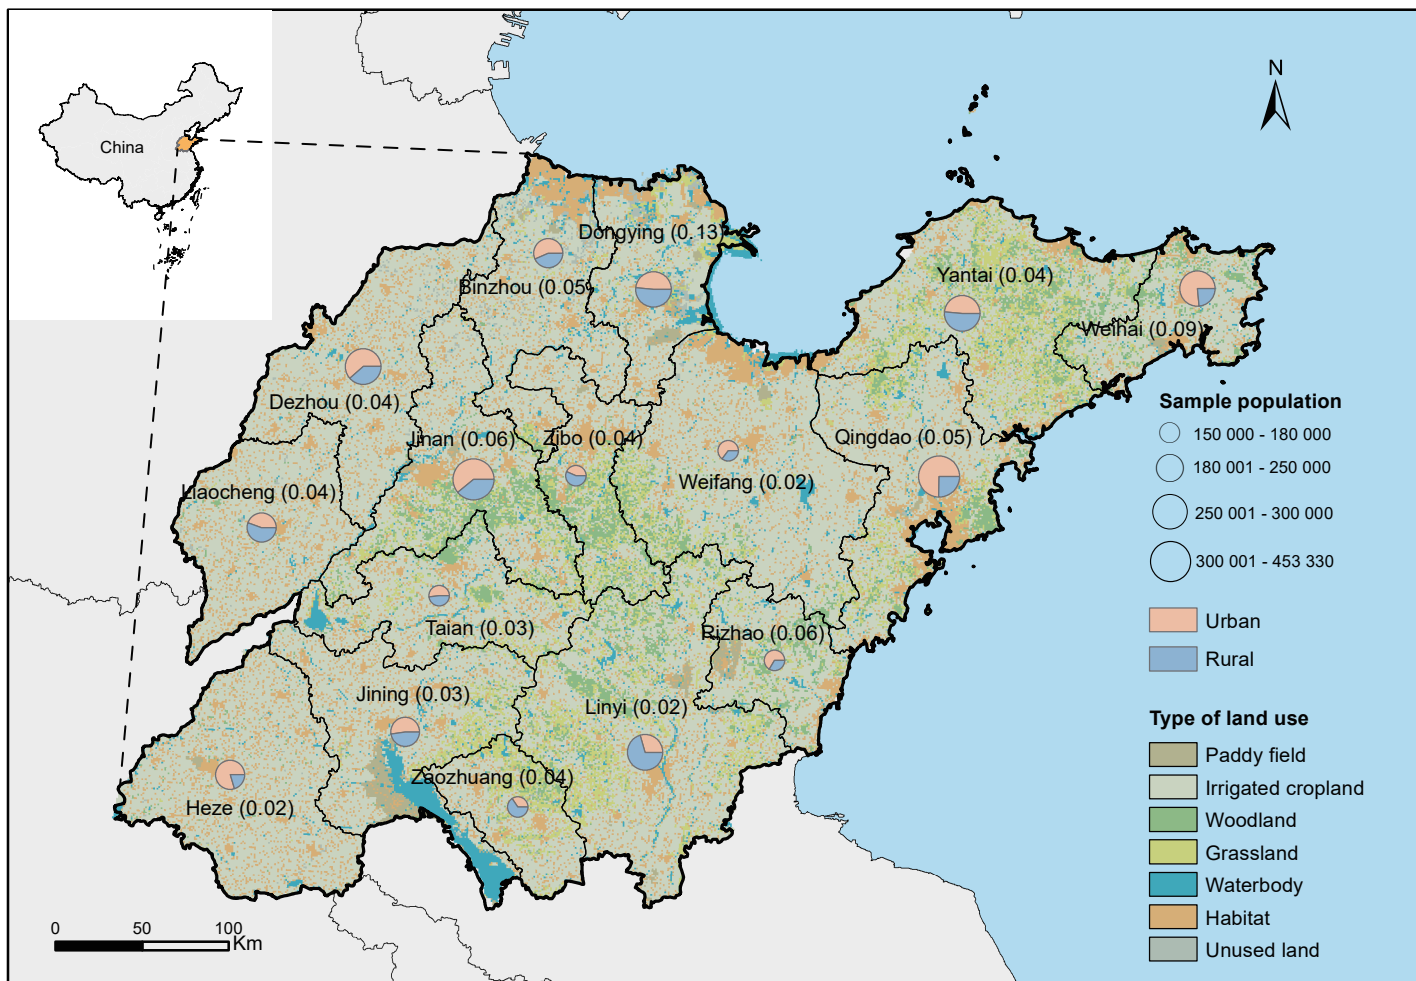 N
China
Dongying (0.13)
Binzhou (0.05)
Yantai (0.04)
Weihai (0.09)
Dezhou (0.04)
Jinan (0.06)
Zibo (0.04)
Qingdao (0.05)
Weifang (0.02)
Liaocheng (0.04)
Taian (0.03)
Rizhao (0.06)
Jining (0.03)
Linyi (0.02)
Zaozhuang (0.04)
Heze (0.02)
Sample population
150 000 - 180 000
180 001 - 250 000
250 001 - 300 000
300 001 - 453 330
Urban
Rural
Type of land use
Paddy field
Irrigated cropland
Woodland
Grassland
Waterbody
Habitat
Unused land
0 50 100
Km